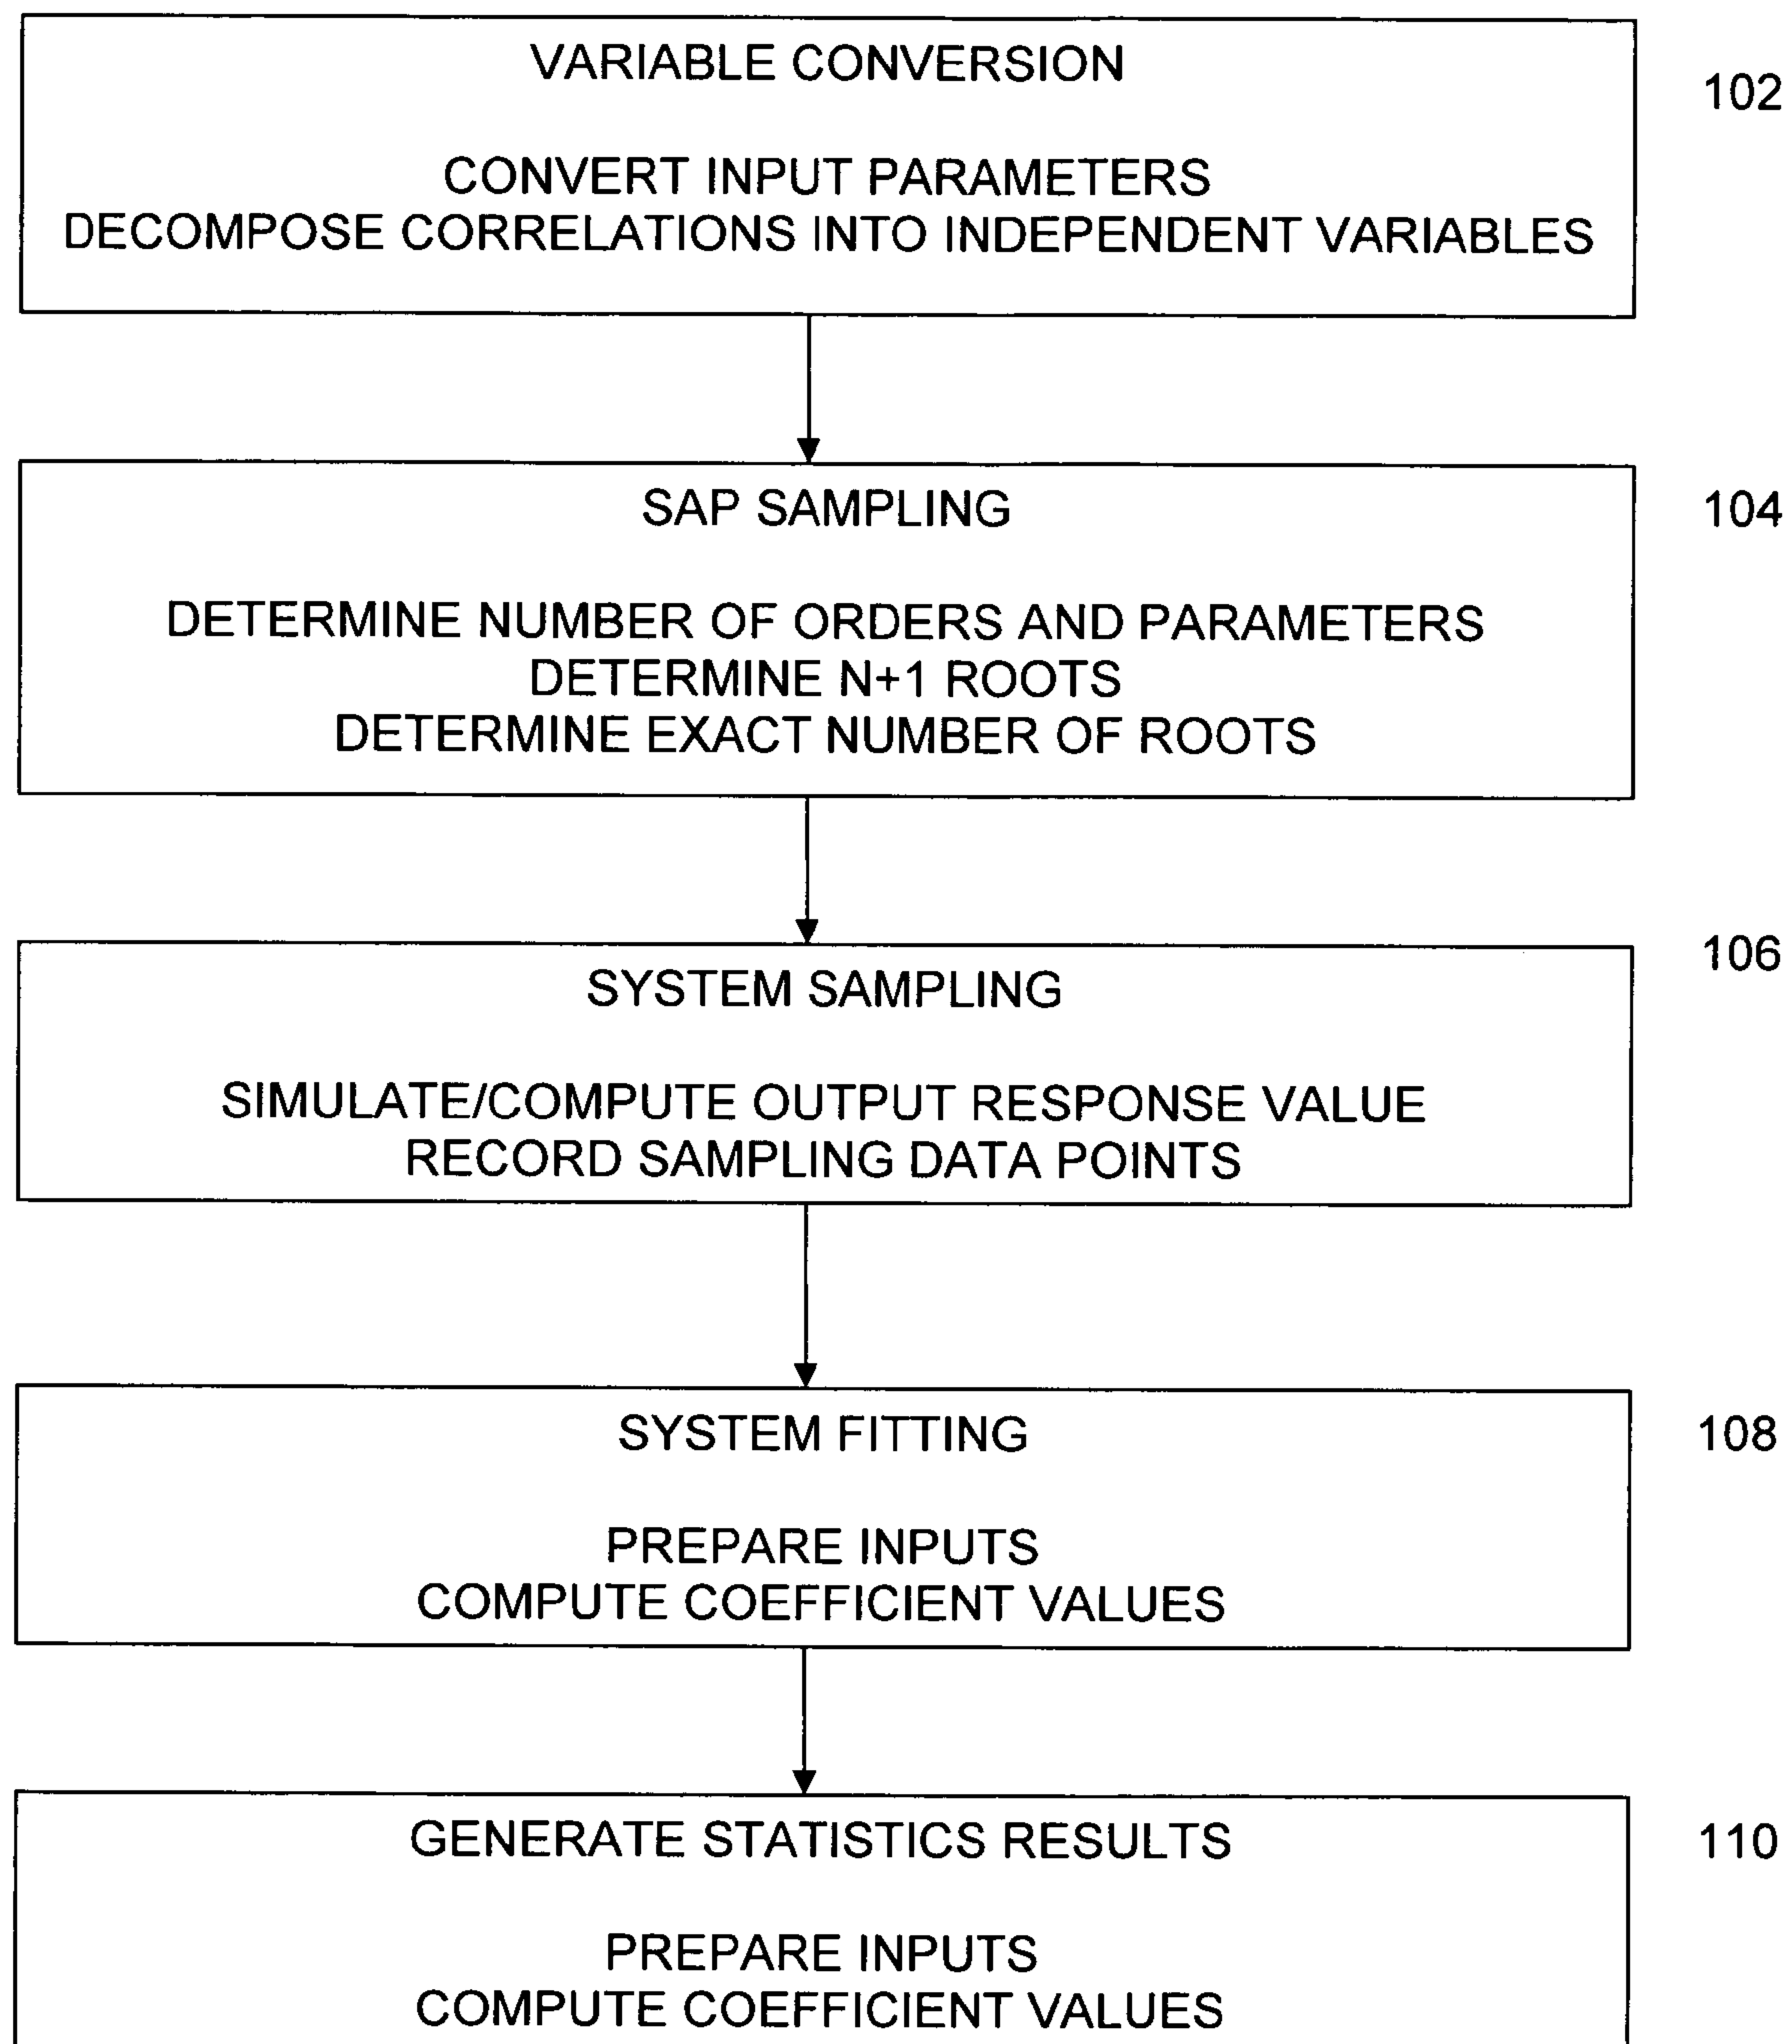 VARIABLE CONVERSION
102
CONVERT INPUT PARAMETERS
DECOMPOSE CORRELATIONS INTO INDEPENDENT VARIABLES
SAP SAMPLING
104
DETERMINE NUMBER OF ORDERS AND PARAMETERS
DETERMINE N+1 ROOTS
DETERMINE EXACT NUMBER OF ROOTS
106
SYSTEM SAMPLING
SIMULATE/COMPUTE OUTPUT RESPONSE VALUE
RECORD SAMPLING DATA POINTS
SYSTEM FITTING
108
PREPARE INPUTS
COMPUTE COEFFICIENT VALUES
GENERATE STATISTICS RESULTS
110
PREPARE INPUTS
COMPUTE COEFFICIENT VALUES